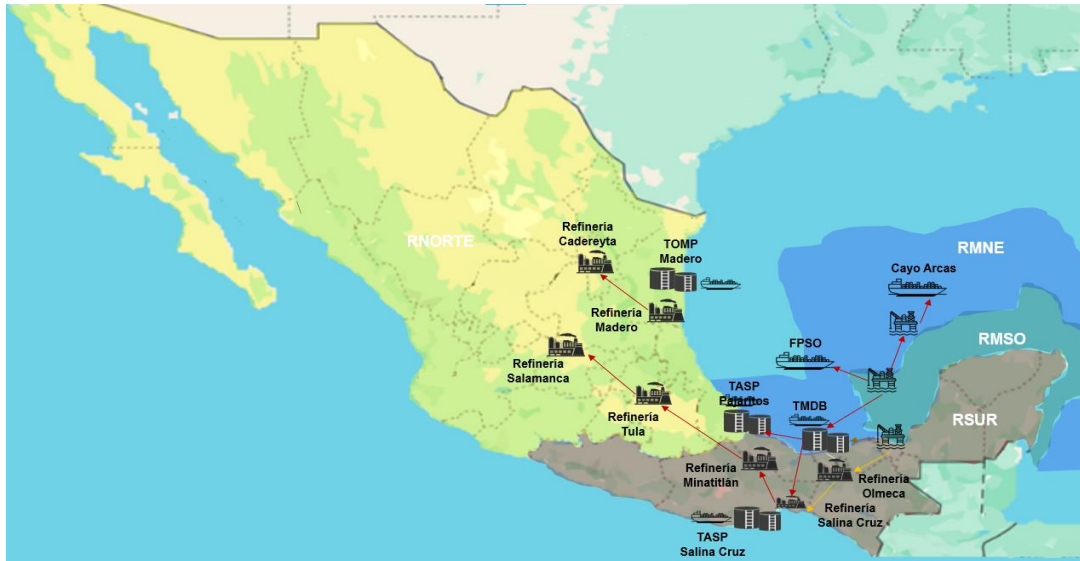 Refinería
Cadereyta
RNORTE
TOMP
Madero
RMNE
Cayo Arcas
Refinería
Madero
RMSO
FPSO
Refinería
Salamanca
TASP
Pajaritos
TMDB
Refinería
Tula
RSUR
Refinería
Minatitlán
Refinería
Olmeca
Refinería
Salina Cruz
TASP
Salina Cruz